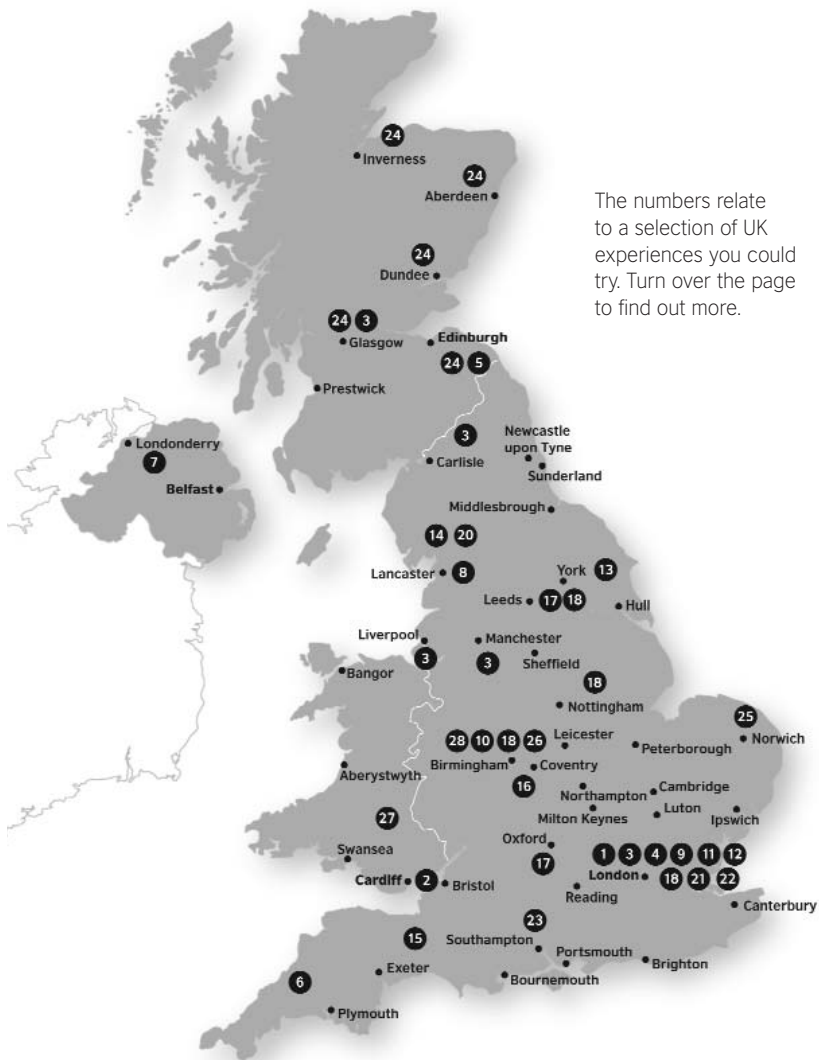 24
Inverness
24
Aberdeen
The numbers relate
to a selection of UK
experiences you could
try. Turn over the page
to find out more.
24
Dundee
24 3
Glasgow
Edinburgh
24 5
Prestwick
3
Carlisle
Newcastle
upon Tyne
Sunderland
Londonderry
7
Belfast
Middlesbrough
14 20
Lancaster 8
York 13
Leeds 17 18
Hull
Liverpool
3
Manchester
3
Sheffield
Bangor
18
Nottingham
25
Norwich
28 10 18 26
Birmingham
Leicester
Peterborough
Coventry
16
Aberystwyth
Northampton
Cambridge
Milton Keynes
Luton
Ipswich
27
Swansea
Oxford
17
1 3 4 9 11 12
London
18 21 22
Cardiff 2
Bristol
Reading
Canterbury
23
Southampton
15
Exeter
Portsmouth
Brighton
Bournemouth
6
Plymouth